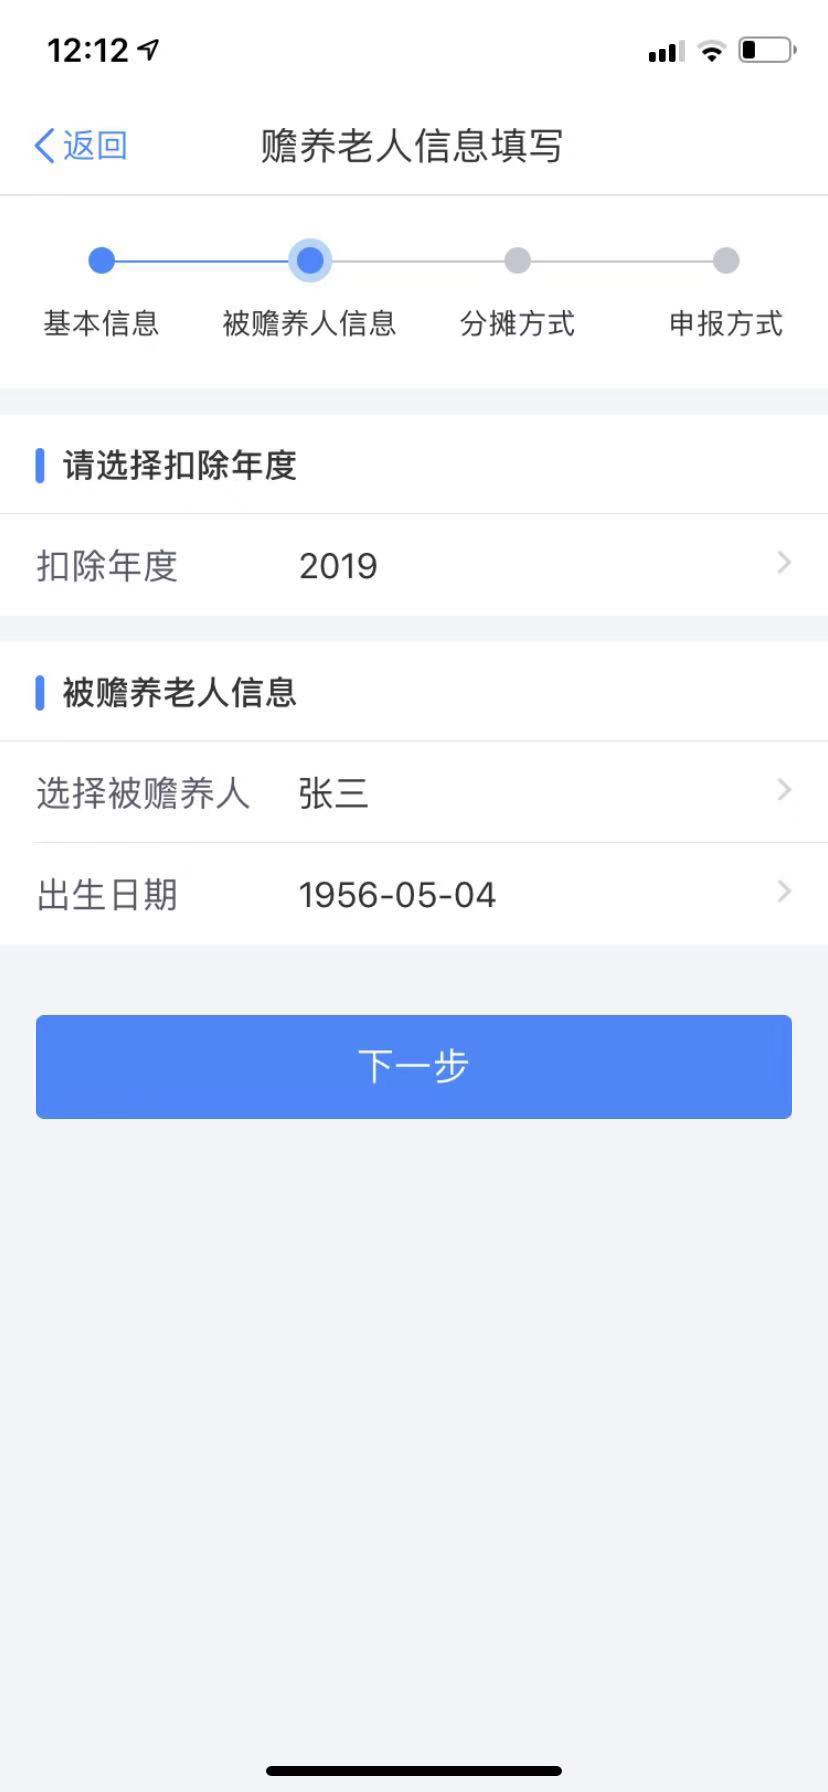 12:12
返回
赡养老人信息填写
基本信息
被赡养人信息
分摊方式
申报方式
请选择扣除年度
扣除年度 2019
被赡养老人信息
选择被赡养人 张三
出生日期 1956-05-04
下一步